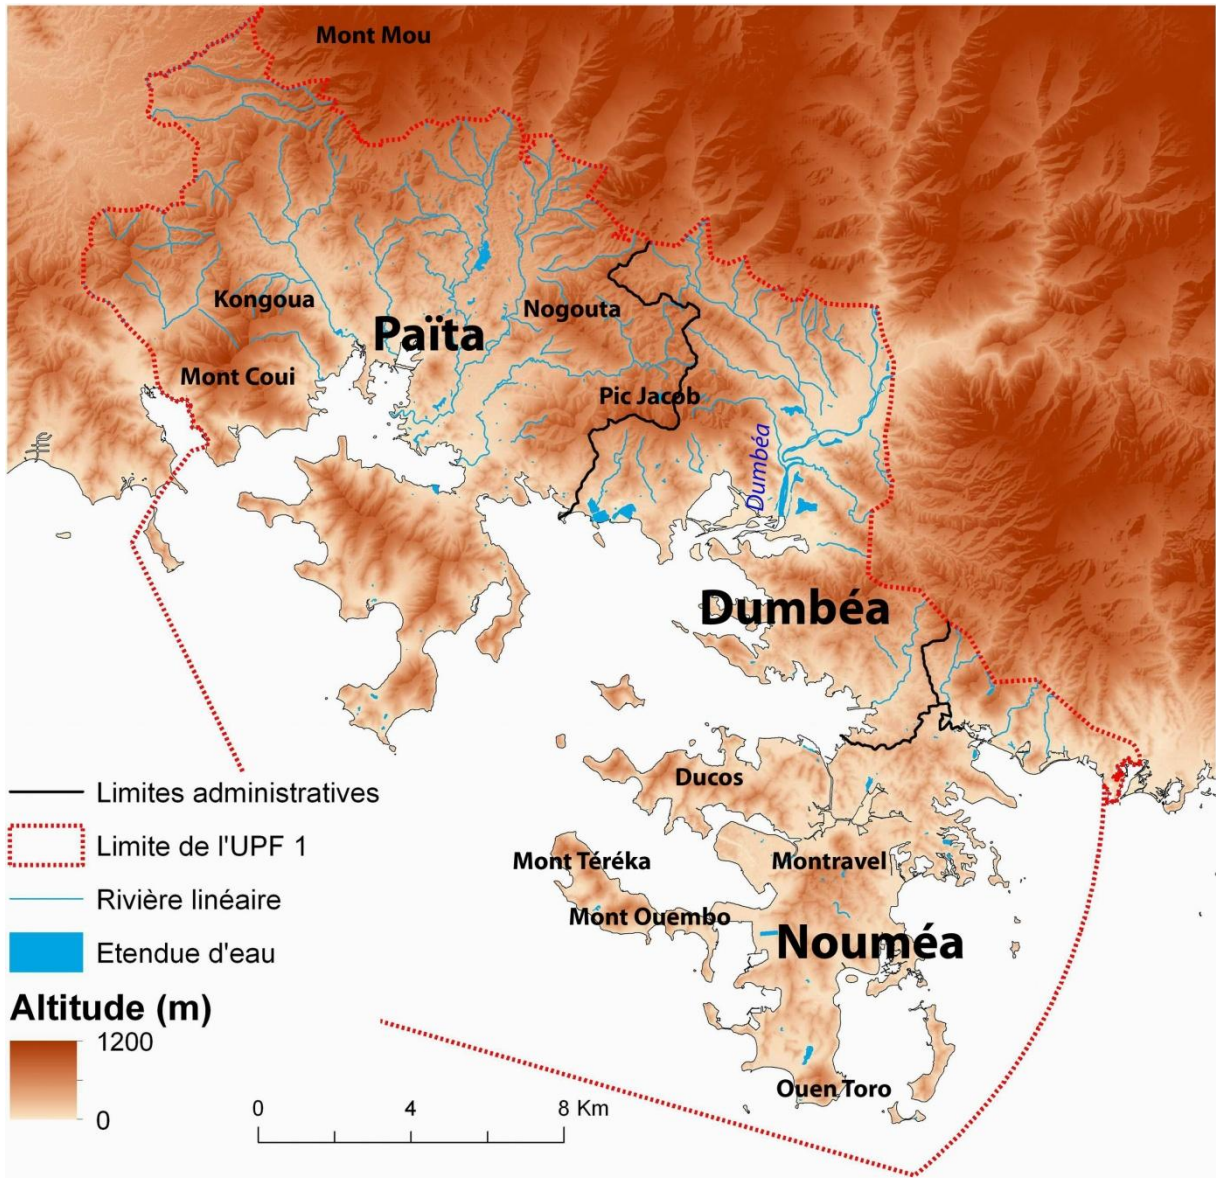 Mont Mou
Kongoua
Nogouta
Païta
Mont Coui
Pic Jacob
Dumbéa
Dumbéa
Ducos
Limites administratives
Limite de l'UPF 1
Mont Téréka
Montravel
Rivière linéaire
Mont Ouembo
Nouméa
Etendue d'eau
Altitude (m)
1200
0
Ouen Toro
0 4 8 Km